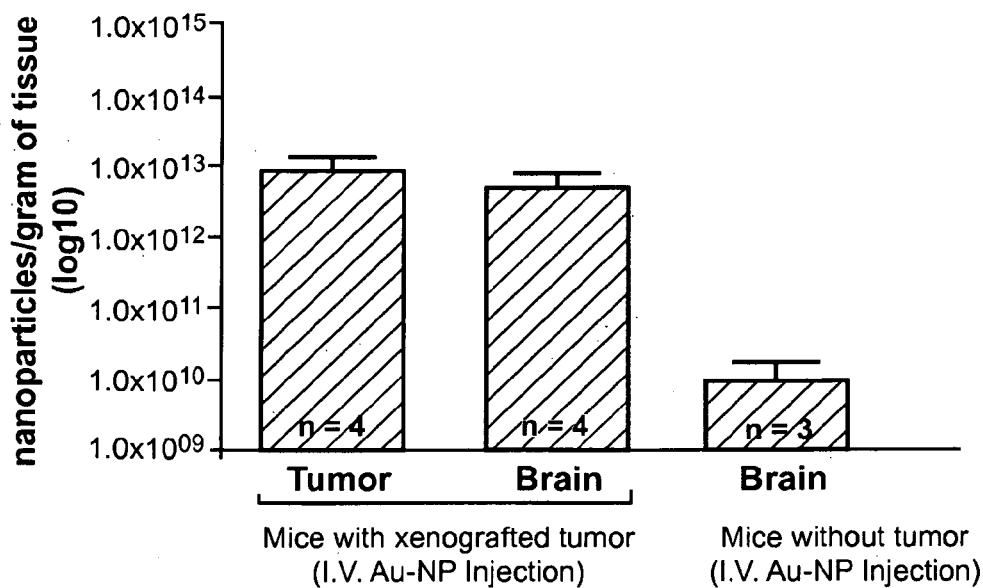 nanoparticles/gram of tissue
(log10)
1.0x10¹⁵
1.0x10¹⁴
1.0x10¹³
1.0x10¹²
1.0x10¹¹
1.0x10¹⁰
1.0x10⁰⁹
n = 4
n = 4
n = 3
Tumor
Brain
Brain
Mice with xenografted tumor
(I.V. Au-NP Injection)
Mice without tumor
(I.V. Au-NP Injection)